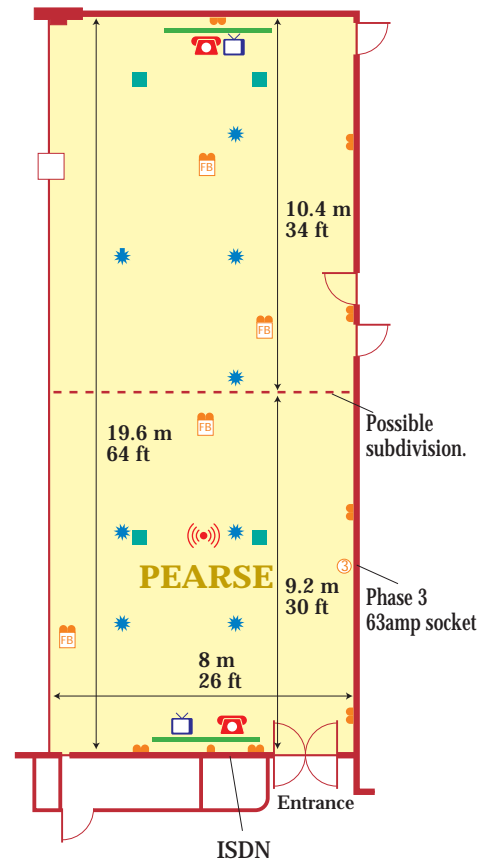 FB
10.4 m
34 ft
FB
FB
19.6 m
64 ft
Possible
subdivision.
PEARSE
3
9.2 m
30 ft
Phase 3
63amp socket
FB
8 m
26 ft
Entrance
ISDN